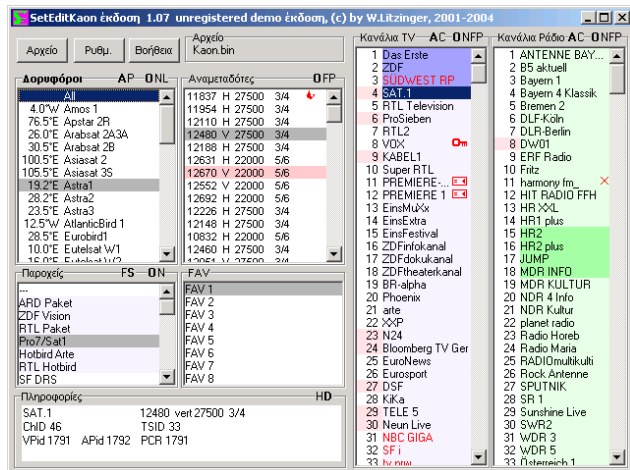 SetEditKaon έκδοση 1.07 unregistered demo έκδοση, (c) by W.Litzinger, 2001-2004
Αρχείο
Ρυθμ.
Βοήθεια
Αρχείο
Kaon.bin
Δορυφόροι AP ONL
All
4.0°W Amos 1
76.5°E Apstar 2R
26.0°E Arabsat 2A3A
30.5°E Arabsat 2B
100.5°E Asiasat 2
105.5°E Asiasat 3S
19.2°E Astra1
28.2°E Astra2
23.5°E Astra3
12.5°W AtlanticBird 1
28.5°E Eurobird1
10.0°E Eutelsat W1
16.0°E Eutelsat W2
Αναμεταδότες OFP
11837 H 27500 3/4
11954 H 27500 3/4
12110 H 27500 3/4
12480 V 27500 3/4
12188 H 27500 3/4
12631 H 22000 5/6
12670 V 22000 5/6
12552 V 22000 5/6
12692 H 22000 5/6
12226 H 27500 3/4
12148 H 27500 3/4
10832 H 22000 5/6
12460 H 27500 3/4
12051 V 27500 3/4
Παροχείς FS ON
---
ARD Paket
ZDF Vision
RTL Paket
Pro7/Sat1
Hotbird Arte
RTL Hotbird
SF DRS
FAV
FAV 1
FAV 2
FAV 3
FAV 4
FAV 5
FAV 6
FAV 7
FAV 8
Πληροφορίες HD
SAT.1 12480 vert 27500 3/4
ChID 46 TSID 33
VPid 1791 APid 1792 PCR 1791
Κανάλια TV AC ONFP
1 Das Erste
2 ZDF
3 SÜDWEST RP
4 SAT.1
5 RTL Television
6 ProSieben
7 RTL2
8 VOX
9 KABEL1
10 Super RTL
11 PREMIERE-...
12 PREMIERE 1
13 EinsMuXx
14 EinsExtra
15 EinsFestival
16 ZDFinfokanal
17 ZDFdokukanal
18 ZDFtheaterkanal
19 BR-alpha
20 Phoenix
21 arte
22 XXP
23 N24
24 Bloomberg TV Ger
25 EuroNews
26 Eurosport
27 DSF
28 KiKa
29 TELE 5
30 Neun Live
31 NBC GIGA
32 SF i
33 tv nrw
Κανάλια Ράδιο AC ONFP
1 ANTENNE BAY...
2 B5 aktuell
3 Bayern 1
4 Bayern 4 Klassik
5 Bremen 2
6 DLF-Köln
7 DLR-Berlin
8 DW01
9 ERF Radio
10 Fritz
11 harmony fm_
12 HIT RADIO FFH
13 HR XXL
14 HR1 plus
15 HR2
16 HR2 plus
17 JUMP
18 MDR INFO
19 MDR KULTUR
20 NDR 4 Info
21 NDR Kultur
22 planet radio
23 Radio Horeb
24 Radio Maria
25 RADIOmultikulti
26 Rock Antenne
27 SPUTNIK
28 SR 1
29 Sunshine Live
30 SWR2
31 WDR 3
32 WDR 5
33 Österreich 1